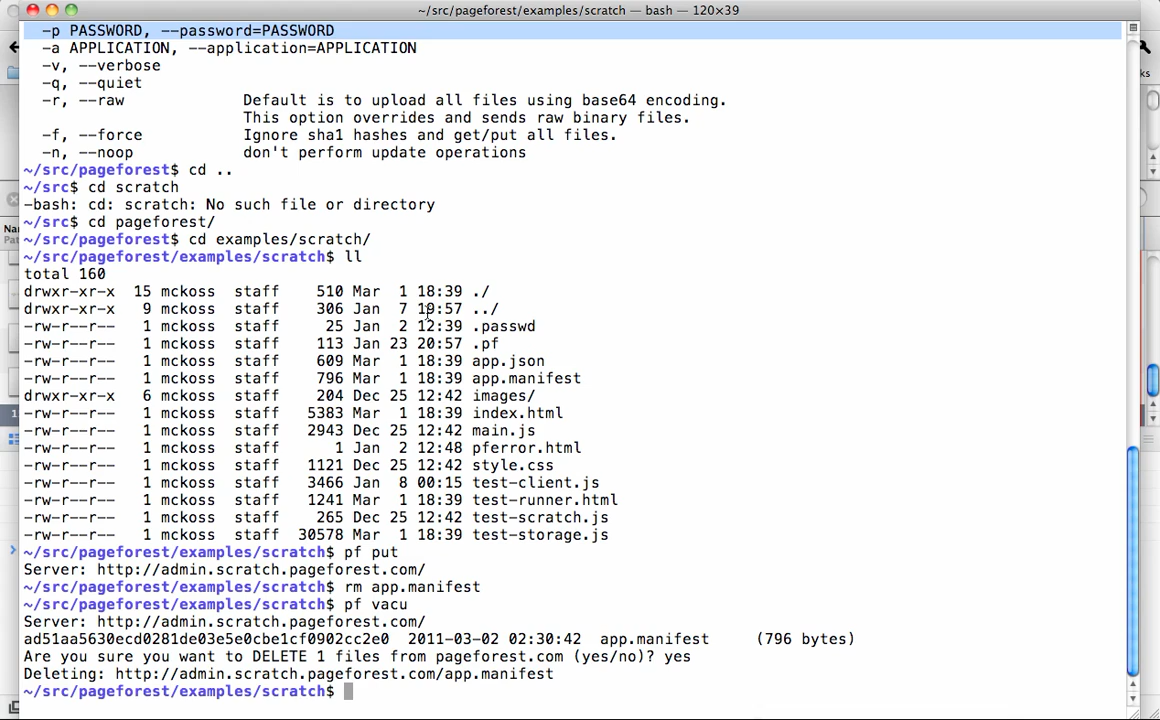 ~/src/pageforest/examples/scratch — bash — 120×39
-p PASSWORD, --password=PASSWORD
-a APPLICATION, --application=APPLICATION
-v, --verbose
-q, --quiet
-r, --raw Default is to upload all files using base64 encoding.
This option overrides and sends raw binary files.
-f, --force Ignore sha1 hashes and get/put all files.
-n, --noop don't perform update operations
~/src/pageforest$ cd ..
~/src$ cd scratch
-bash: cd: scratch: No such file or directory
~/src$ cd pageforest/
~/src/pageforest$ cd examples/scratch/
~/src/pageforest/examples/scratch$ ll
total 160
drwxr-xr-x 15 mckoss staff 510 Mar 1 18:39 ./
drwxr-xr-x 9 mckoss staff 306 Jan 7 19:57 ../
-rw-r--r-- 1 mckoss staff 25 Jan 2 12:39 .passwd
-rw-r--r-- 1 mckoss staff 113 Jan 23 20:57 .pf
-rw-r--r-- 1 mckoss staff 609 Mar 1 18:39 app.json
-rw-r--r-- 1 mckoss staff 796 Mar 1 18:39 app.manifest
drwxr-xr-x 6 mckoss staff 204 Dec 25 12:42 images/
-rw-r--r-- 1 mckoss staff 5383 Mar 1 18:39 index.html
-rw-r--r-- 1 mckoss staff 2943 Dec 25 12:42 main.js
-rw-r--r-- 1 mckoss staff 1 Jan 2 12:48 pferror.html
-rw-r--r-- 1 mckoss staff 1121 Dec 25 12:42 style.css
-rw-r--r-- 1 mckoss staff 3466 Jan 8 00:15 test-client.js
-rw-r--r-- 1 mckoss staff 1241 Mar 1 18:39 test-runner.html
-rw-r--r-- 1 mckoss staff 265 Dec 25 12:42 test-scratch.js
-rw-r--r-- 1 mckoss staff 30578 Mar 1 18:39 test-storage.js
~/src/pageforest/examples/scratch$ pf put
Server: http://admin.scratch.pageforest.com/
~/src/pageforest/examples/scratch$ rm app.manifest
~/src/pageforest/examples/scratch$ pf vacu
Server: http://admin.scratch.pageforest.com/
ad51aa5630ecd0281de03e5e0cbe1cf0902cc2e0 2011-03-02 02:30:42 app.manifest (796 bytes)
Are you sure you want to DELETE 1 files from pageforest.com (yes/no)? yes
Deleting: http://admin.scratch.pageforest.com/app.manifest
~/src/pageforest/examples/scratch$